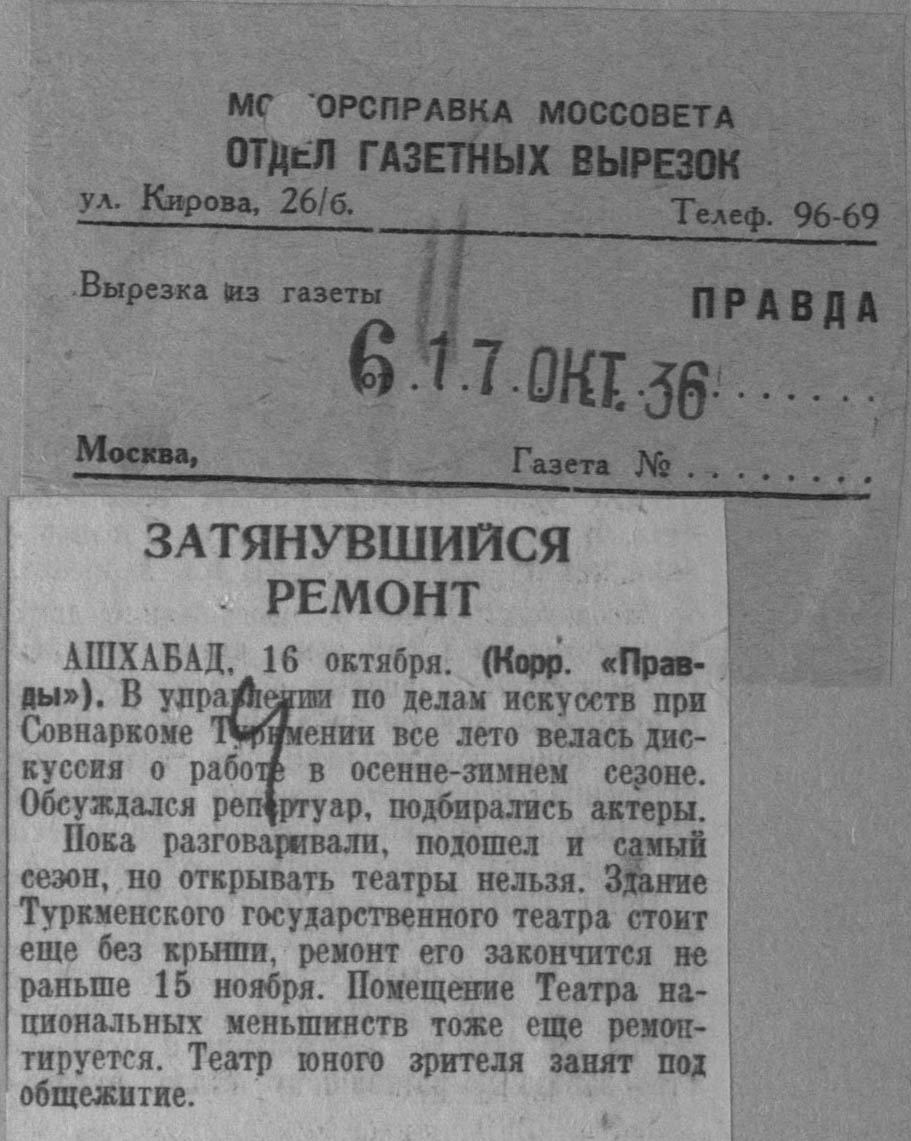 МОСГОРСПРАВКА МОССОВЕТА
ОТДЕЛ ГАЗЕТНЫХ ВЫРЕЗОК
ул. Кирова, 26/б. Телеф. 96-69
Вырезка из газеты ПРАВДА
6 от 17. ОКТ. 36
Москва, Газета №
ЗАТЯНУВШИЙСЯ
РЕМОНТ
АШХАБАД, 16 октября. (Корр. «Прав-
ды»). В управлении по делам искусств при
Совнаркоме Туркмении все лето велась дис-
куссия о работе в осенне-зимнем сезоне.
Обсуждался репертуар, подбирались актеры.
Пока разговаривали, подошел и самый
сезон, но открывать театры нельзя. Здание
Туркменского государственного театра стоит
еще без крыши, ремонт его закончится не
раньше 15 ноября. Помещение Театра на-
циональных меньшинств тоже еще ремон-
тируется. Театр юного зрителя занят под
общежитие.